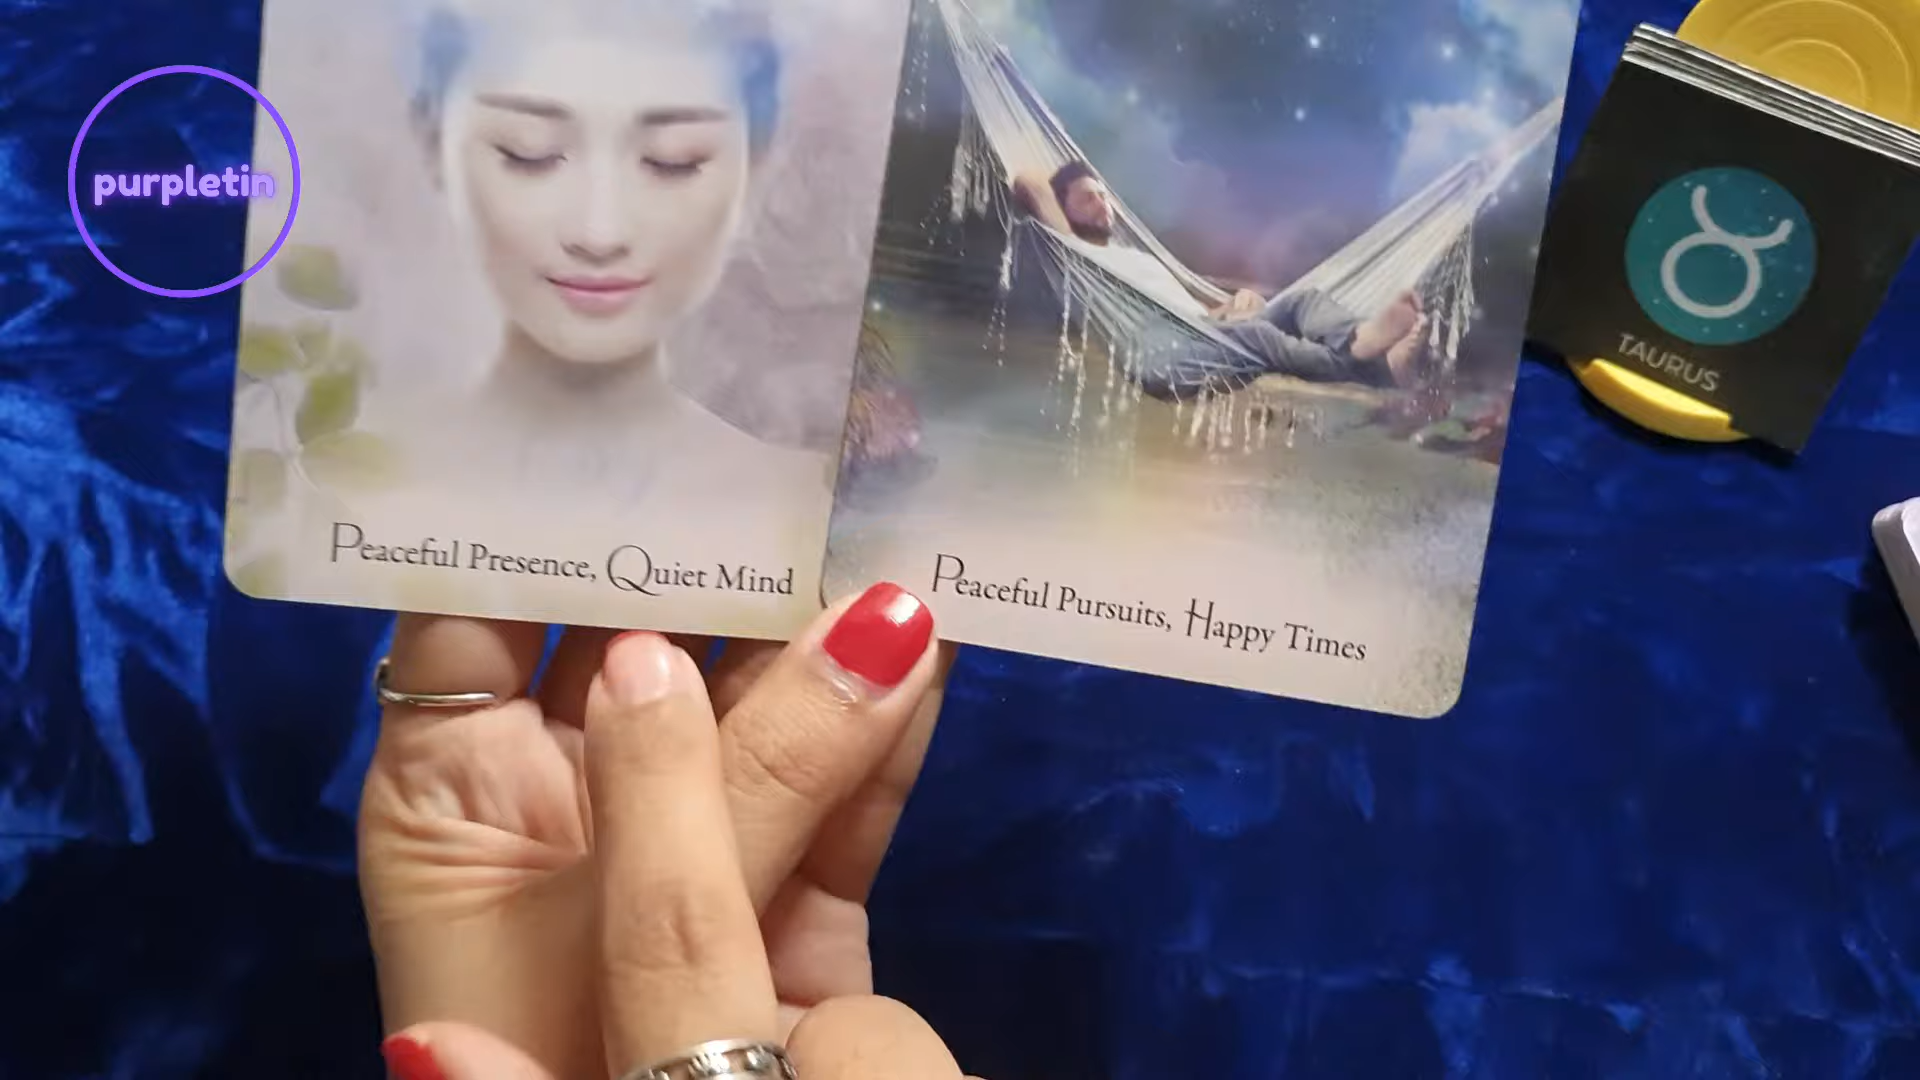 purpletin
TAURUS
Peaceful Presence, Quiet Mind
Peaceful Pursuits, Happy Times